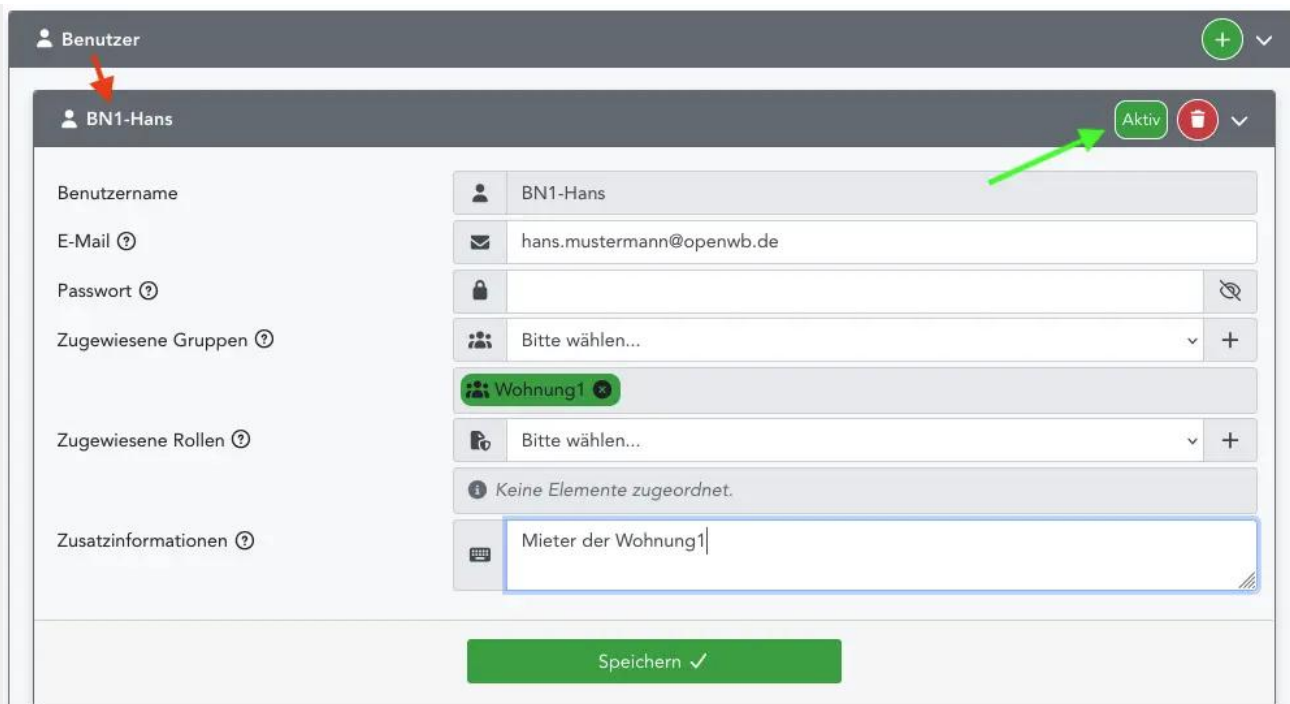 Benutzer
BN1-Hans
Aktiv
Benutzername
BN1-Hans
E-Mail
hans.mustermann@openwb.de
Passwort
Zugewiesene Gruppen
Bitte wählen...
Wohnung1
Zugewiesene Rollen
Bitte wählen...
Keine Elemente zugeordnet.
Zusatzinformationen
Mieter der Wohnung1
Speichern